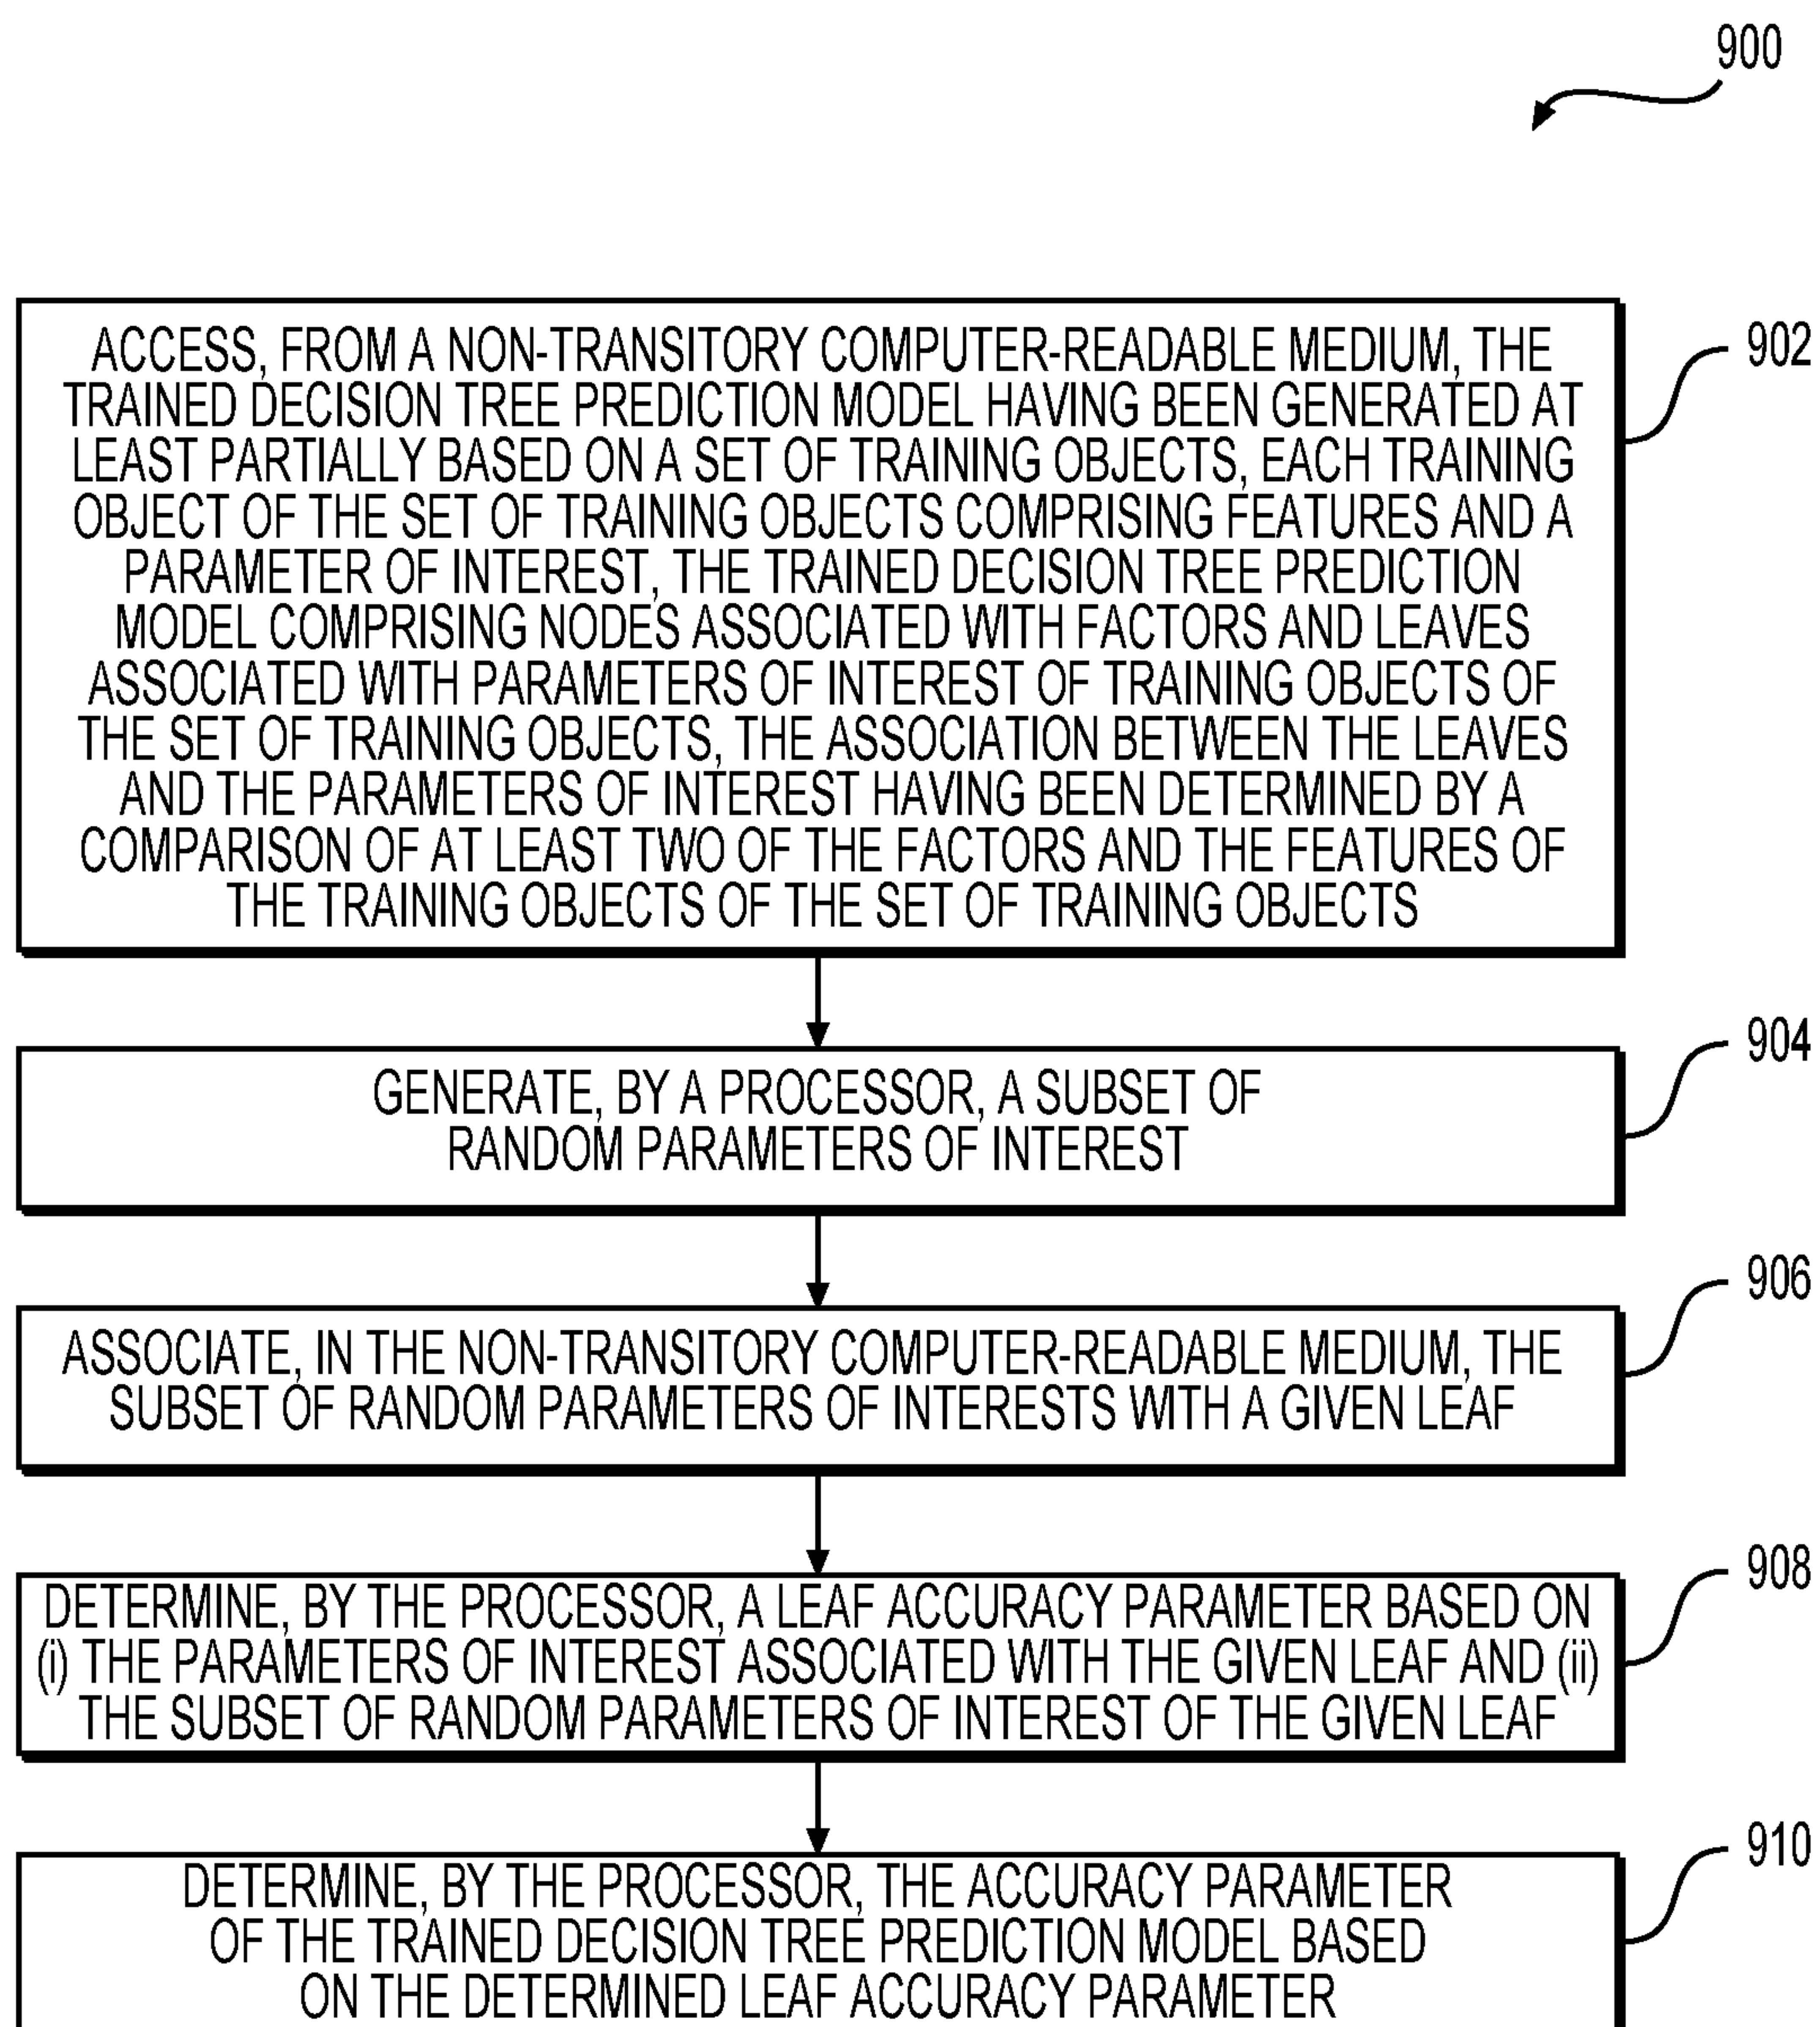 900
ACCESS, FROM A NON-TRANSITORY COMPUTER-READABLE MEDIUM, THE
TRAINED DECISION TREE PREDICTION MODEL HAVING BEEN GENERATED AT
LEAST PARTIALLY BASED ON A SET OF TRAINING OBJECTS, EACH TRAINING
OBJECT OF THE SET OF TRAINING OBJECTS COMPRISING FEATURES AND A
PARAMETER OF INTEREST, THE TRAINED DECISION TREE PREDICTION
MODEL COMPRISING NODES ASSOCIATED WITH FACTORS AND LEAVES
ASSOCIATED WITH PARAMETERS OF INTEREST OF TRAINING OBJECTS OF
THE SET OF TRAINING OBJECTS, THE ASSOCIATION BETWEEN THE LEAVES
AND THE PARAMETERS OF INTEREST HAVING BEEN DETERMINED BY A
COMPARISON OF AT LEAST TWO OF THE FACTORS AND THE FEATURES OF
THE TRAINING OBJECTS OF THE SET OF TRAINING OBJECTS
902
GENERATE, BY A PROCESSOR, A SUBSET OF
RANDOM PARAMETERS OF INTEREST
904
ASSOCIATE, IN THE NON-TRANSITORY COMPUTER-READABLE MEDIUM, THE
SUBSET OF RANDOM PARAMETERS OF INTERESTS WITH A GIVEN LEAF
906
DETERMINE, BY THE PROCESSOR, A LEAF ACCURACY PARAMETER BASED ON
(i) THE PARAMETERS OF INTEREST ASSOCIATED WITH THE GIVEN LEAF AND (ii)
THE SUBSET OF RANDOM PARAMETERS OF INTEREST OF THE GIVEN LEAF
908
DETERMINE, BY THE PROCESSOR, THE ACCURACY PARAMETER
OF THE TRAINED DECISION TREE PREDICTION MODEL BASED
ON THE DETERMINED LEAF ACCURACY PARAMETER
910